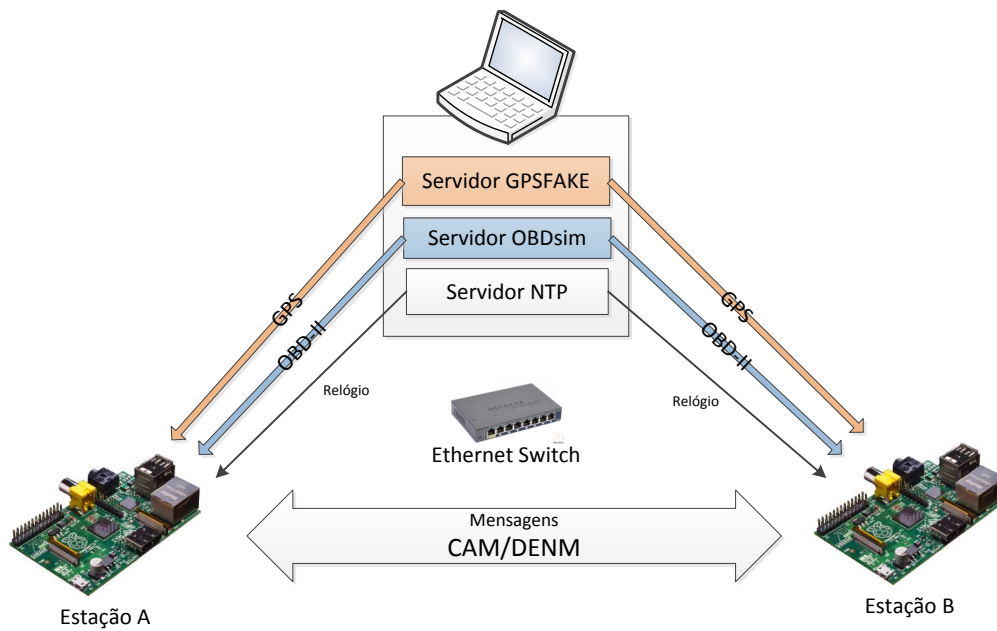 Servidor GPSFAKE
Servidor OBDsim
Servidor NTP
GPS
GPS
OBD-II
OBD-II
Relógio
Relógio
NETGEAR
Ethernet Switch
Mensagens
CAM/DENM
Estação A
Estação B